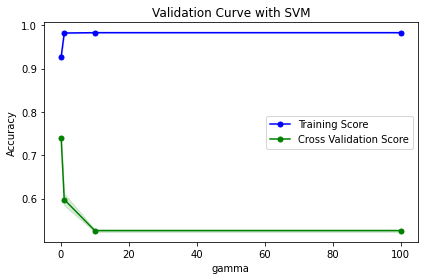 Validation Curve with SVM
1.0
0.9
0.8
0.7
0.6
Accuracy
Training Score
Cross Validation Score
0 20 40 60 80 100
gamma